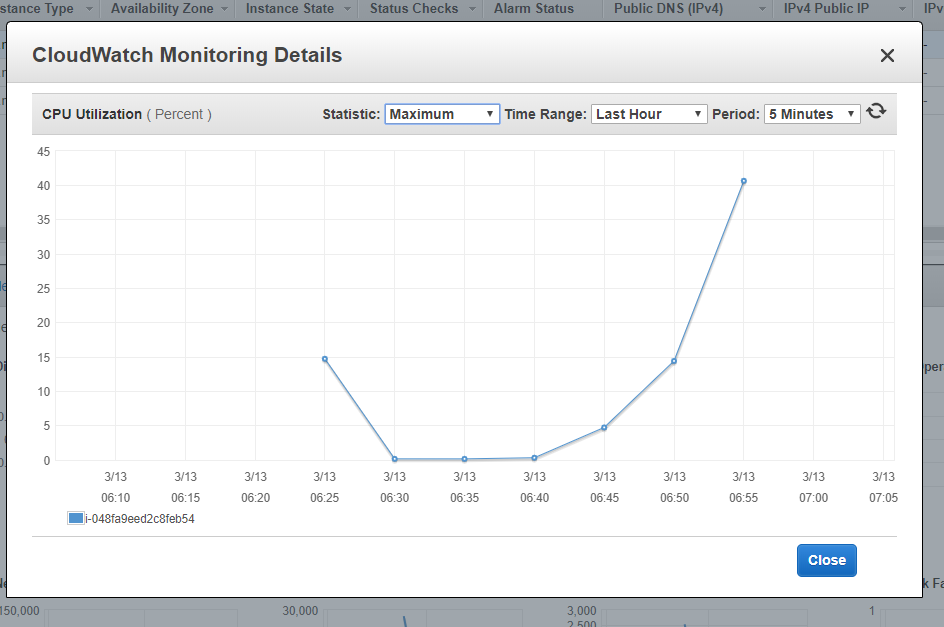 stance Type Availability Zone Instance State Status Checks Alarm Status Public DNS (IPv4) IPv4 Public IP IPv
CloudWatch Monitoring Details
CPU Utilization ( Percent ) Statistic: Maximum Time Range: Last Hour Period: 5 Minutes
45
40
35
30
25
20
15
10
5
0
3/13 3/13 3/13 3/13 3/13 3/13 3/13 3/13 3/13 3/13 3/13 3/13
06:10 06:15 06:20 06:25 06:30 06:35 06:40 06:45 06:50 06:55 07:00 07:05
i-048fa9eed2c8feb54
Close
150,000 30,000 3,000 1
2,500